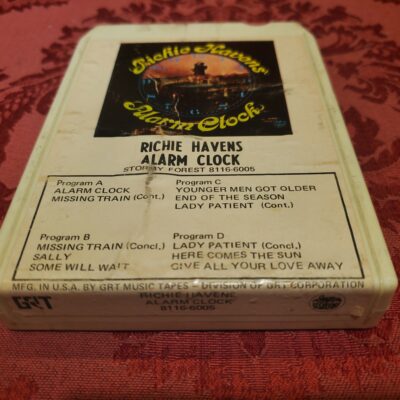 Richie Havens
Alarm Clock
RICHIE HAVENS
ALARM CLOCK
STORMY FOREST 8116-6005
Program A
ALARM CLOCK
MISSING TRAIN (Cont.)
Program C
YOUNGER MEN GOT OLDER
END OF THE SEASON
LADY PATIENT (Cont.)
Program B
MISSING TRAIN (Concl.)
SALLY
SOME WILL WAIT
Program D
LADY PATIENT (Concl.)
HERE COMES THE SUN
GIVE ALL YOUR LOVE AWAY
MFG. IN U.S.A. BY GRT MUSIC TAPES - DIVISION OF GRT CORPORATION
GRT
RICHIE HAVENS
ALARM CLOCK
8116-6005